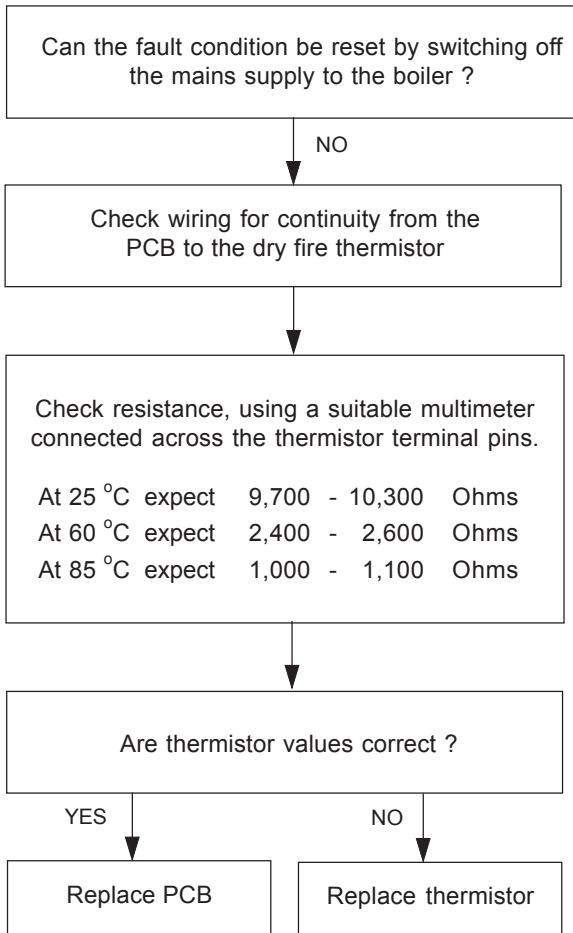 Can the fault condition be reset by switching off
the mains supply to the boiler ?
NO
Check wiring for continuity from the
PCB to the dry fire thermistor
Check resistance, using a suitable multimeter
connected across the thermistor terminal pins.
At 25 °C expect 9,700 - 10,300 Ohms
At 60 °C expect 2,400 - 2,600 Ohms
At 85 °C expect 1,000 - 1,100 Ohms
Are thermistor values correct ?
YES
NO
Replace PCB
Replace thermistor